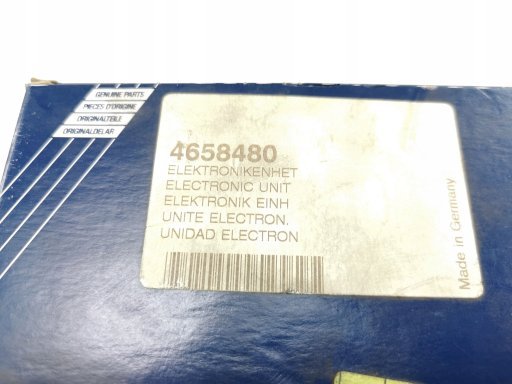 GENUINE PARTS
PIECES D'ORIGINE
ORIGINALTEILE
ORIGINALDELAR
4658480
ELEKTRONIKENHET
ELECTRONIC UNIT
ELEKTRONIK EINH
UNITE ELECTRON.
UNIDAD ELECTRON
Made in Germany